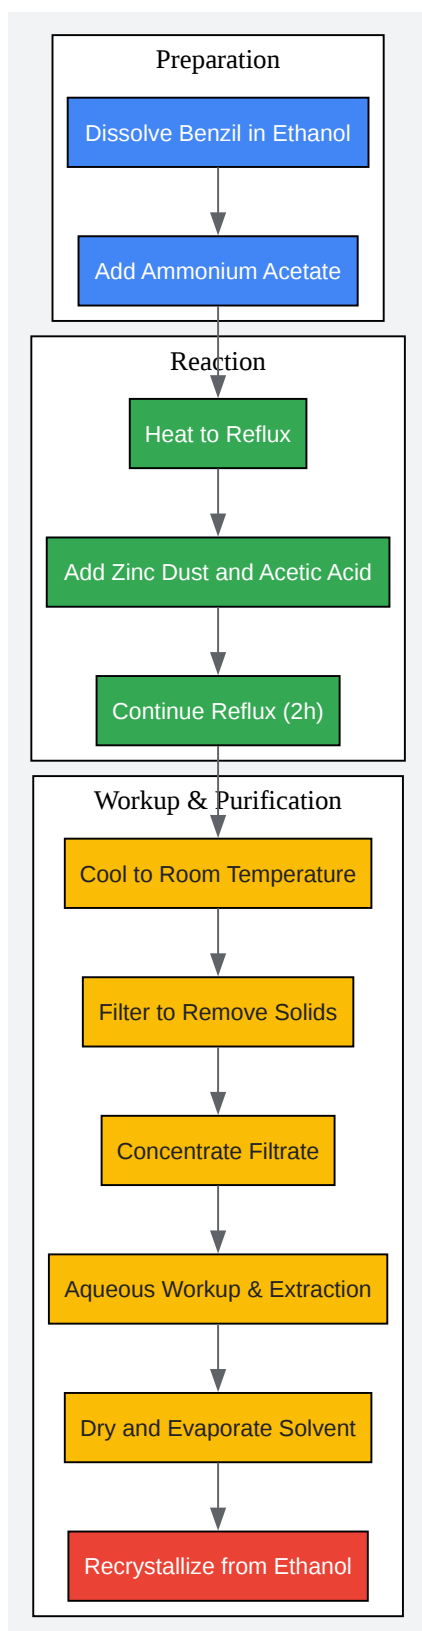 Preparation
Dissolve Benzil in Ethanol
Add Ammonium Acetate
Reaction
Heat to Reflux
Add Zinc Dust and Acetic Acid
Continue Reflux (2h)
Workup & Purification
Cool to Room Temperature
Filter to Remove Solids
Concentrate Filtrate
Aqueous Workup & Extraction
Dry and Evaporate Solvent
Recrystallize from Ethanol